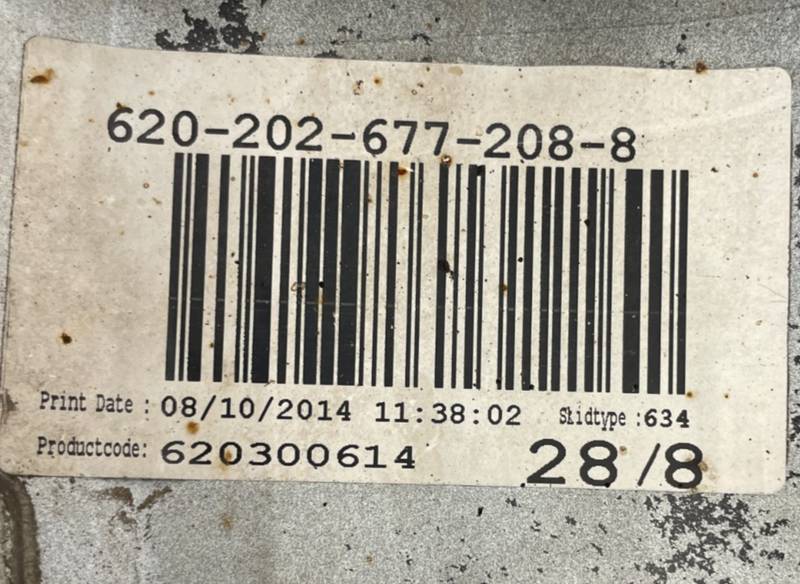 620-202-677-208-8
Print Date : 08/10/2014 11:38:02 Skidtype :634
Productcode: 620300614 28/8